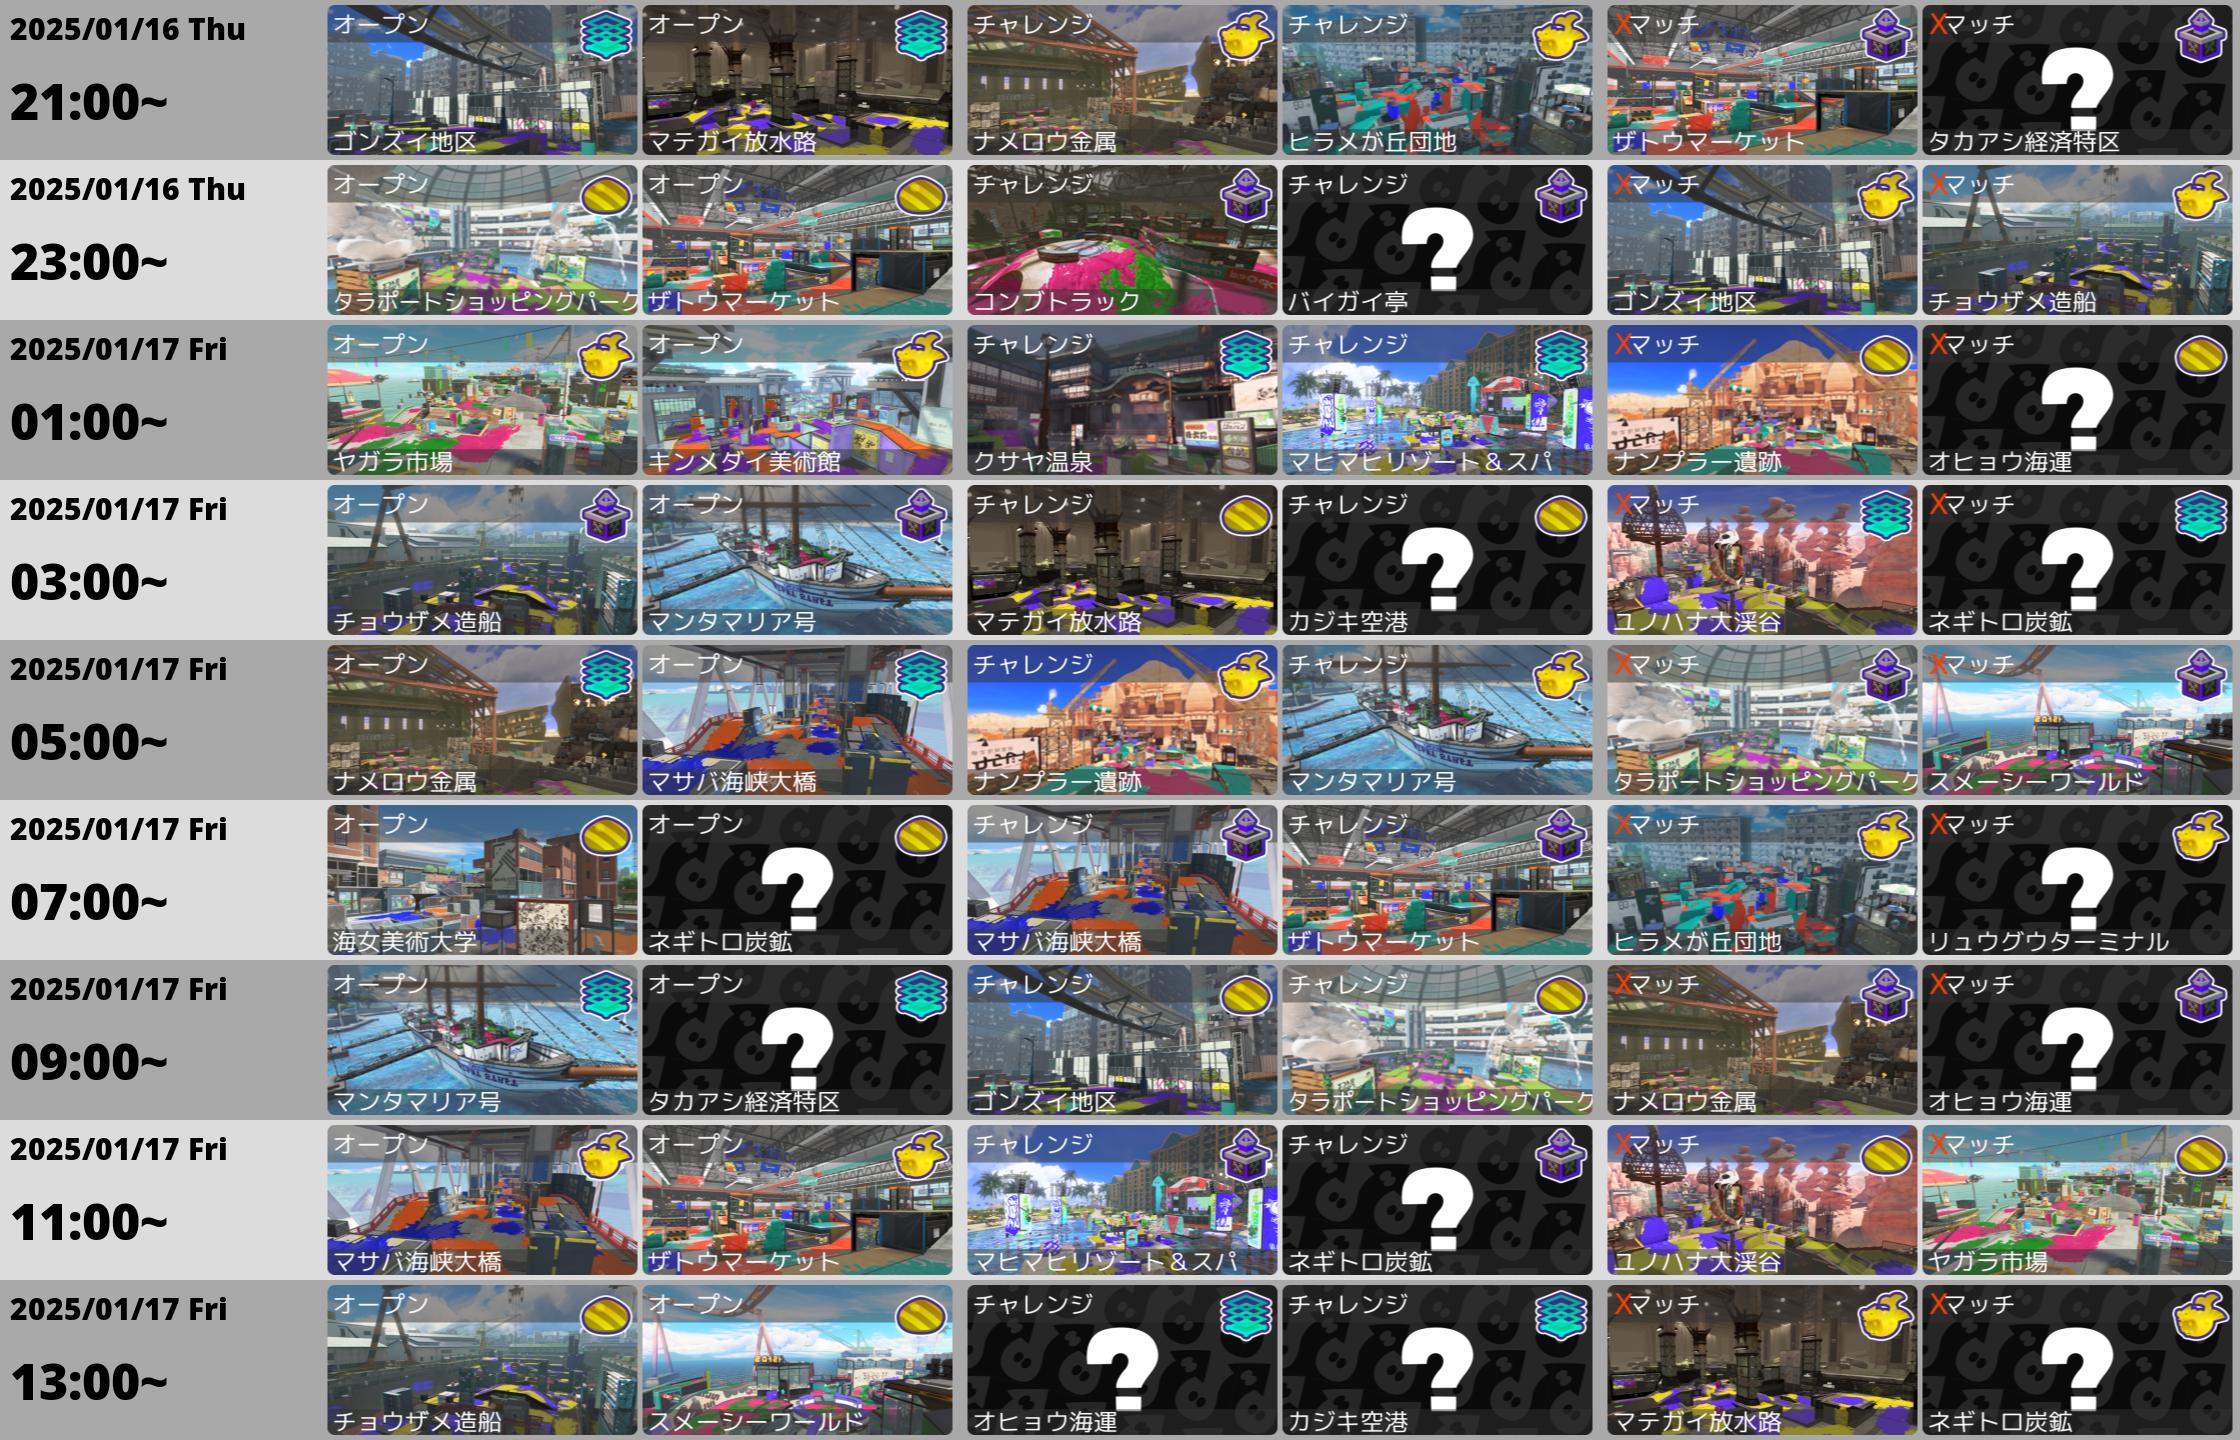 2025/01/16 Thu
21:00~
オープン
ゴンズイ地区
オープン
マテガイ放水路
チャレンジ
ナメロウ金属
チャレンジ
ヒラメが丘団地
Xマッチ
ザトウマーケット
Xマッチ
タカアシ経済特区
2025/01/16 Thu
23:00~
オープン
タラポートショッピングパーク
オープン
ザトウマーケット
チャレンジ
コンブトラック
チャレンジ
バイガイ亭
Xマッチ
ゴンズイ地区
Xマッチ
チョウザメ造船
2025/01/17 Fri
01:00~
オープン
ヤガラ市場
オープン
キンメダイ美術館
チャレンジ
クサヤ温泉
チャレンジ
マヒマヒリゾート＆スパ
Xマッチ
ナンプラー遺跡
Xマッチ
オヒョウ海運
2025/01/17 Fri
03:00~
オープン
チョウザメ造船
オープン
マンタマリア号
チャレンジ
マテガイ放水路
チャレンジ
カジキ空港
Xマッチ
ユノハナ大渓谷
Xマッチ
ネギトロ炭鉱
2025/01/17 Fri
05:00~
オープン
ナメロウ金属
オープン
マサバ海峡大橋
チャレンジ
ナンプラー遺跡
チャレンジ
マンタマリア号
Xマッチ
タラポートショッピングパーク
Xマッチ
スメーシーワールド
2025/01/17 Fri
07:00~
オープン
海女美術大学
オープン
ネギトロ炭鉱
チャレンジ
マサバ海峡大橋
チャレンジ
ザトウマーケット
Xマッチ
ヒラメが丘団地
Xマッチ
リュウグウターミナル
2025/01/17 Fri
09:00~
オープン
マンタマリア号
オープン
タカアシ経済特区
チャレンジ
ゴンズイ地区
チャレンジ
タラポートショッピングパーク
Xマッチ
ナメロウ金属
Xマッチ
オヒョウ海運
2025/01/17 Fri
11:00~
オープン
マサバ海峡大橋
オープン
ザトウマーケット
チャレンジ
マヒマヒリゾート＆スパ
チャレンジ
ネギトロ炭鉱
Xマッチ
ユノハナ大渓谷
Xマッチ
ヤガラ市場
2025/01/17 Fri
13:00~
オープン
チョウザメ造船
オープン
スメーシーワールド
チャレンジ
オヒョウ海運
チャレンジ
カジキ空港
Xマッチ
マテガイ放水路
Xマッチ
ネギトロ炭鉱